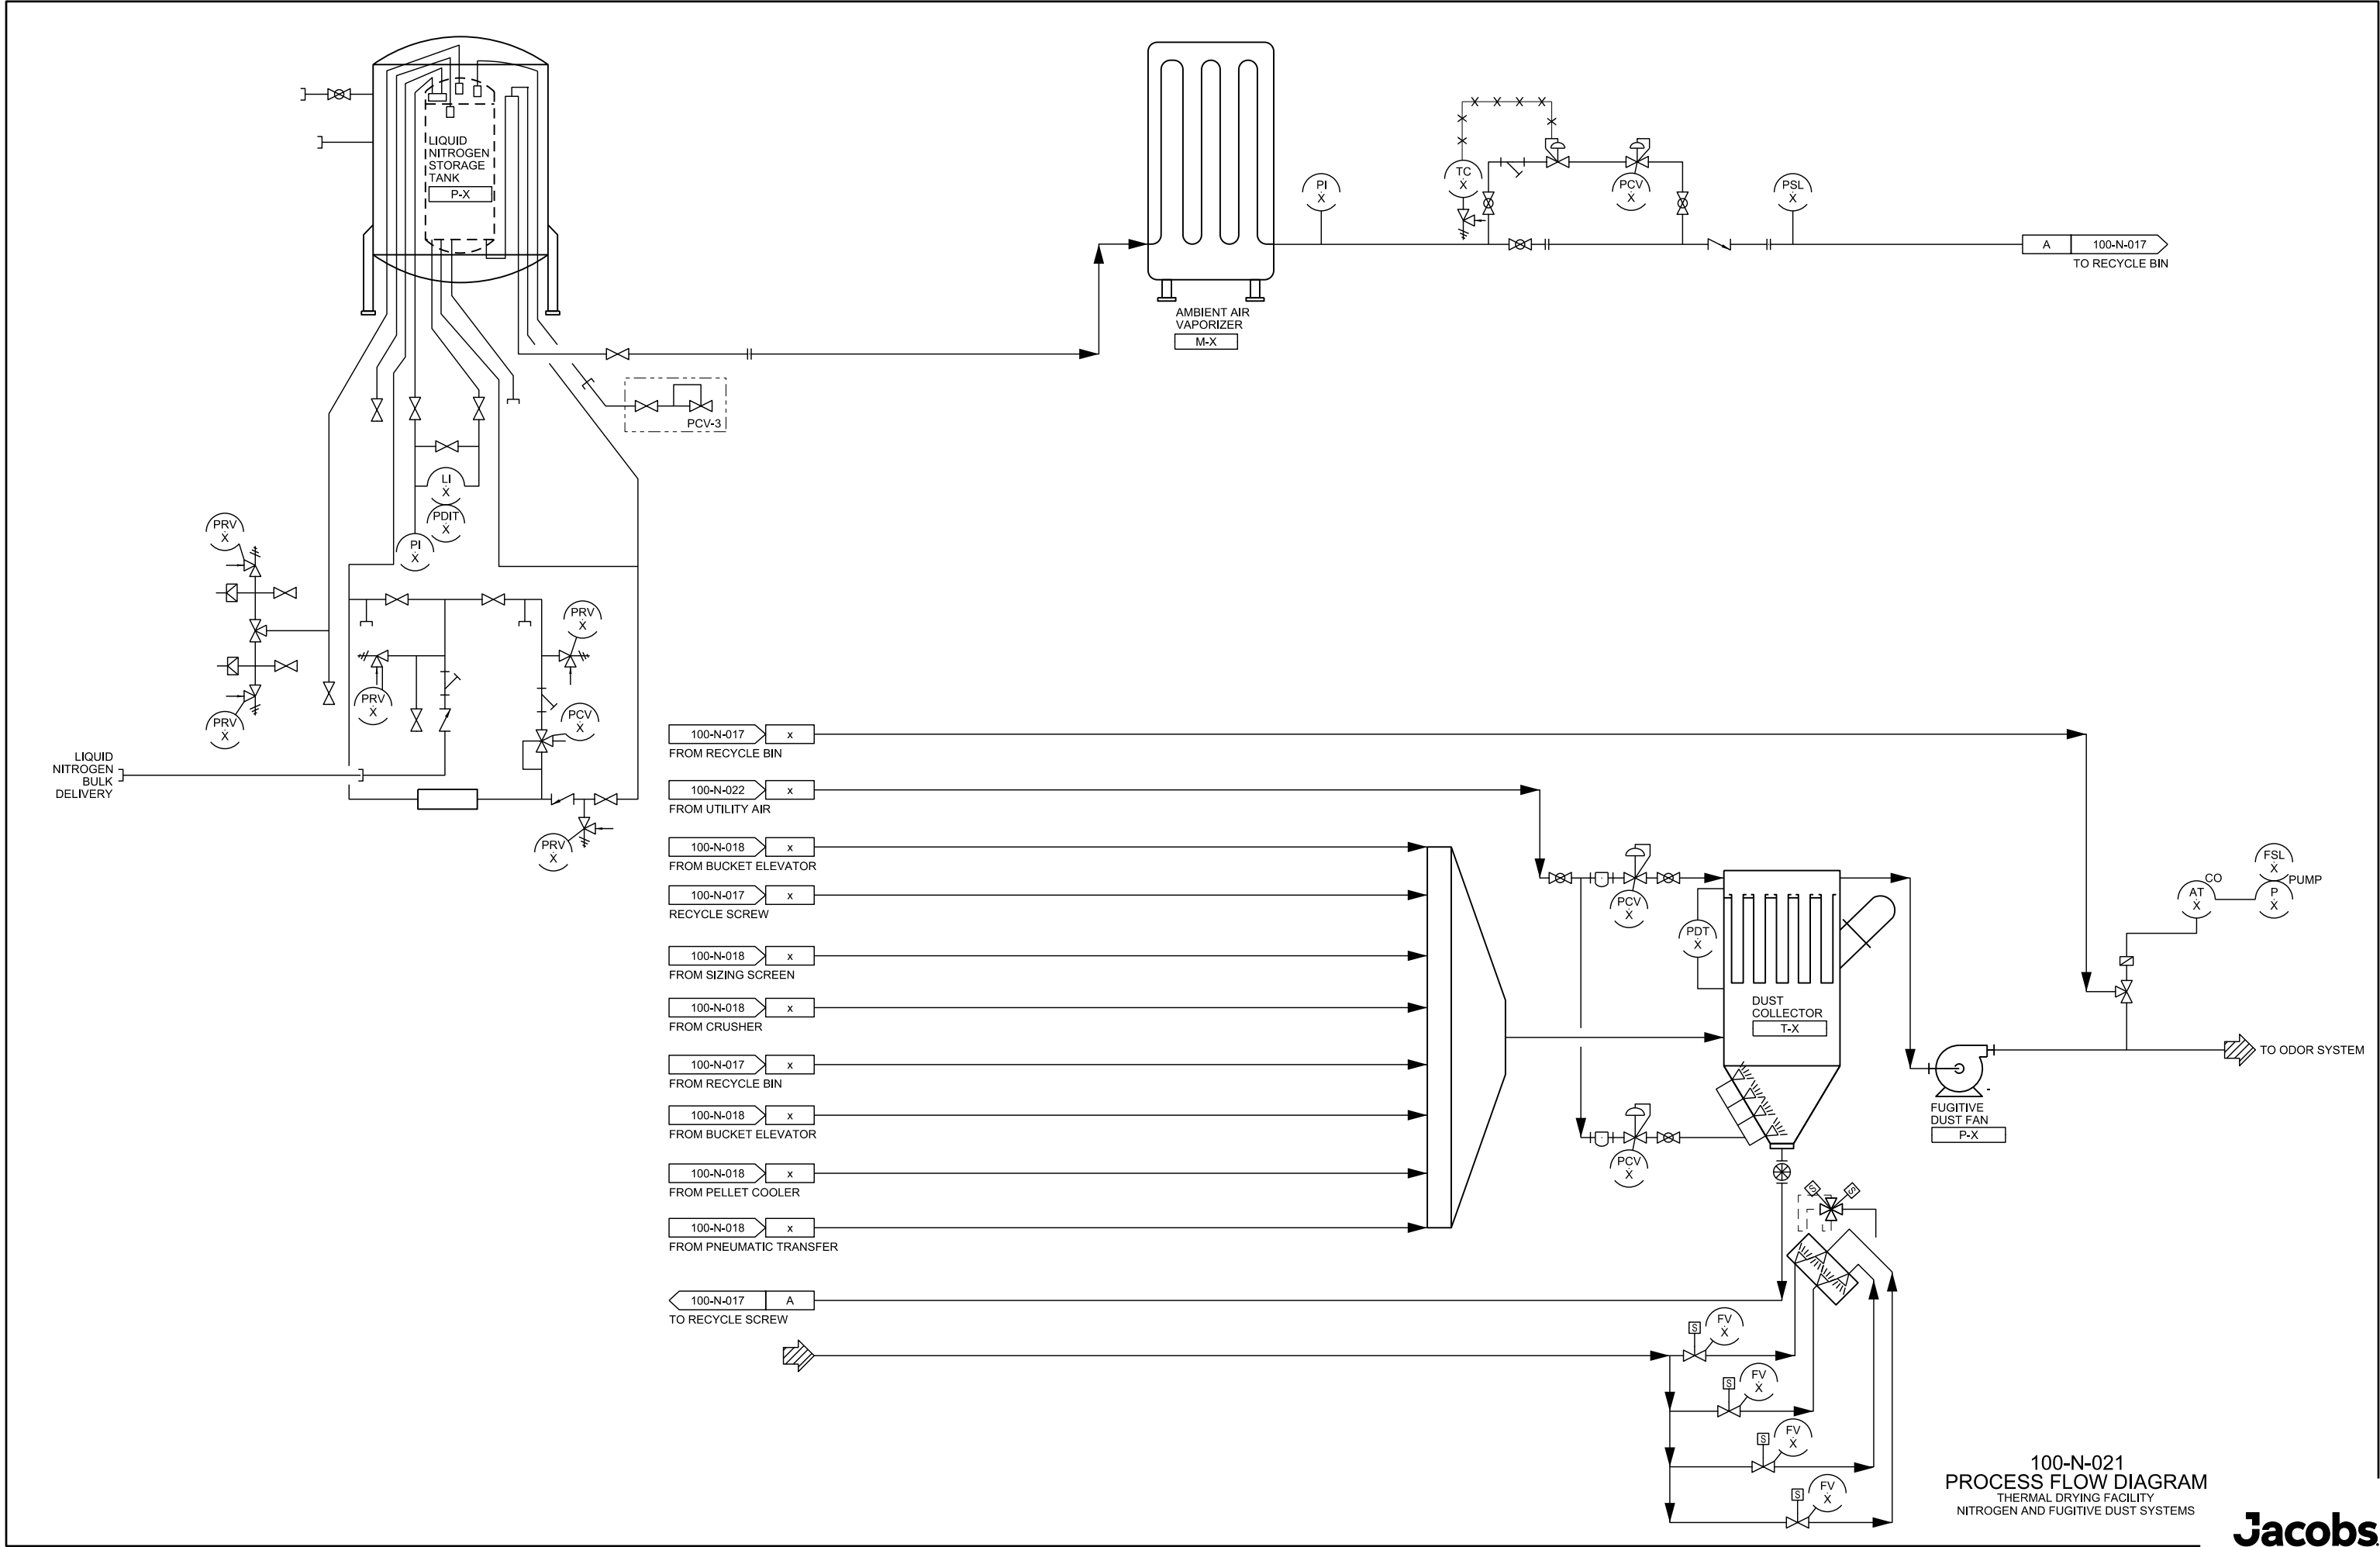 LIQUID
NITROGEN
STORAGE
TANK
P-X
AMBIENT AIR
VAPORIZER
M-X
PI
X
TC
X
PCV
X
PSL
X
A
100-N-017
TO RECYCLE BIN
PCV-3
LI
X
PDIT
X
PI
X
PRV
X
PRV
X
PRV
X
PRV
X
PCV
X
PRV
X
LIQUID
NITROGEN
BULK
DELIVERY
100-N-017 x
FROM RECYCLE BIN
100-N-022 x
FROM UTILITY AIR
100-N-018 x
FROM BUCKET ELEVATOR
100-N-017 x
RECYCLE SCREW
100-N-018 x
FROM SIZING SCREEN
100-N-018 x
FROM CRUSHER
100-N-017 x
FROM RECYCLE BIN
100-N-018 x
FROM BUCKET ELEVATOR
100-N-018 x
FROM PELLET COOLER
100-N-018 x
FROM PNEUMATIC TRANSFER
100-N-017 A
TO RECYCLE SCREW
PCV
X
PDT
X
DUST
COLLECTOR
T-X
PCV
X
FSL
X
CO
PUMP
AT
X
P
X
TO ODOR SYSTEM
FUGITIVE
DUST FAN
P-X
S
S
S
FV
X
S
FV
X
S
FV
X
S
FV
X
100-N-021
PROCESS FLOW DIAGRAM
THERMAL DRYING FACILITY
NITROGEN AND FUGITIVE DUST SYSTEMS
Jacobs